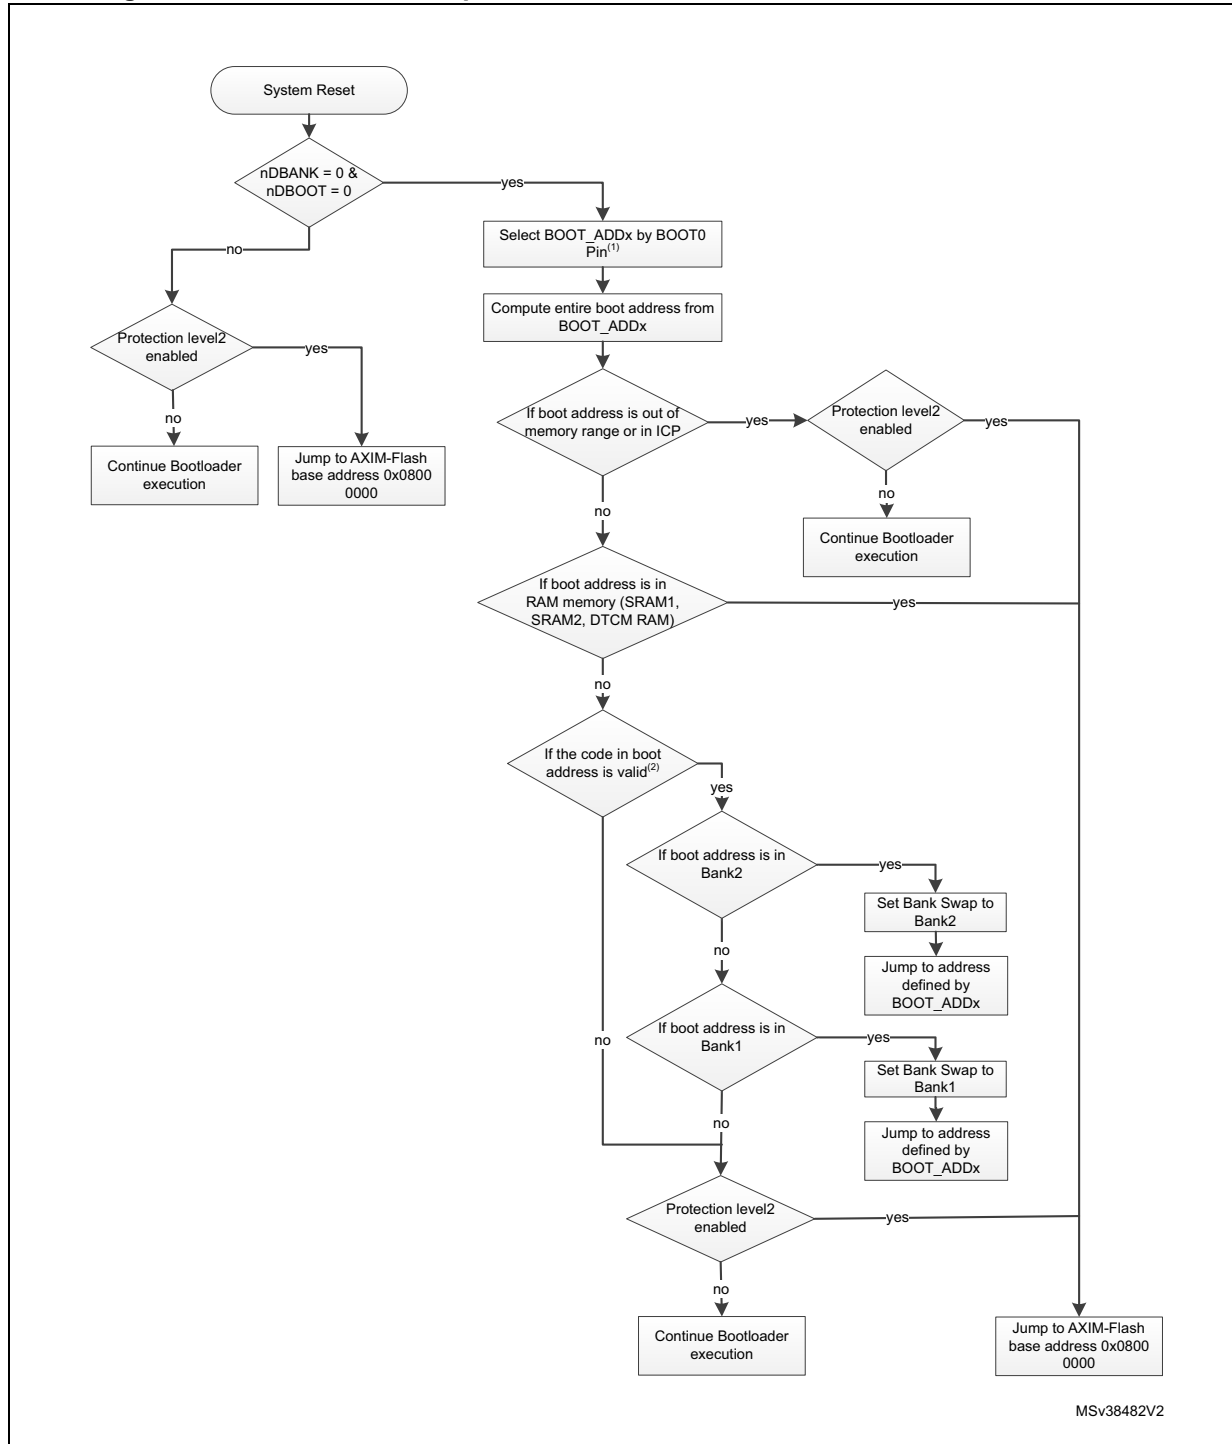 System Reset
nDBANK = 0 &
nDBOOT = 0
yes
no
Select BOOT_ADDx by BOOT0
Pin(1)
Compute entire boot address from
BOOT_ADDx
Protection level2
enabled
yes
no
Continue Bootloader
execution
Jump to AXIM-Flash
base address 0x0800
0000
If boot address is out of
memory range or in ICP
yes
Protection level2
enabled
yes
no
Continue Bootloader
execution
no
If boot address is in
RAM memory (SRAM1,
SRAM2, DTCM RAM)
yes
no
If the code in boot
address is valid(2)
yes
If boot address is in
Bank2
yes
Set Bank Swap to
Bank2
Jump to address
defined by
BOOT_ADDx
no
If boot address is in
Bank1
yes
Set Bank Swap to
Bank1
Jump to address
defined by
BOOT_ADDx
no
no
Protection level2
enabled
yes
no
Continue Bootloader
execution
Jump to AXIM-Flash
base address 0x0800
0000
MSv38482V2